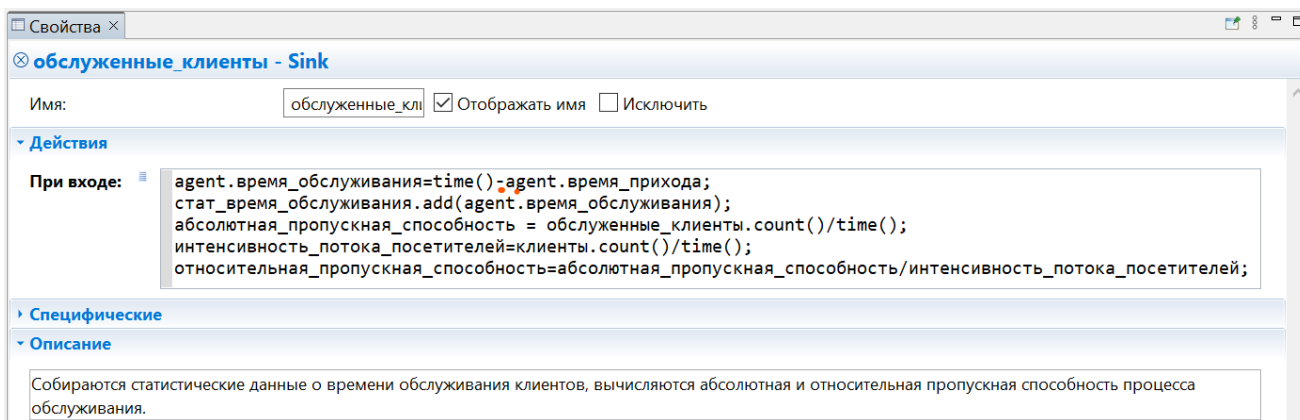 Свойства
обслуженные_клиенты - Sink
Имя: обслуженные_кли Отображать имя Исключить
Действия
При входе: agent.время_обслуживания=time()-agent.время_прихода;
стат_время_обслуживания.add(agent.время_обслуживания);
абсолютная_пропускная_способность = обслуженные_клиенты.count()/time();
интенсивность_потока_посетителей=клиенты.count()/time();
относительная_пропускная_способность=абсолютная_пропускная_способность/интенсивность_потока_посетителей;
Специфические
Описание
Собираются статистические данные о времени обслуживания клиентов, вычисляются абсолютная и относительная пропускная способность процесса
обслуживания.